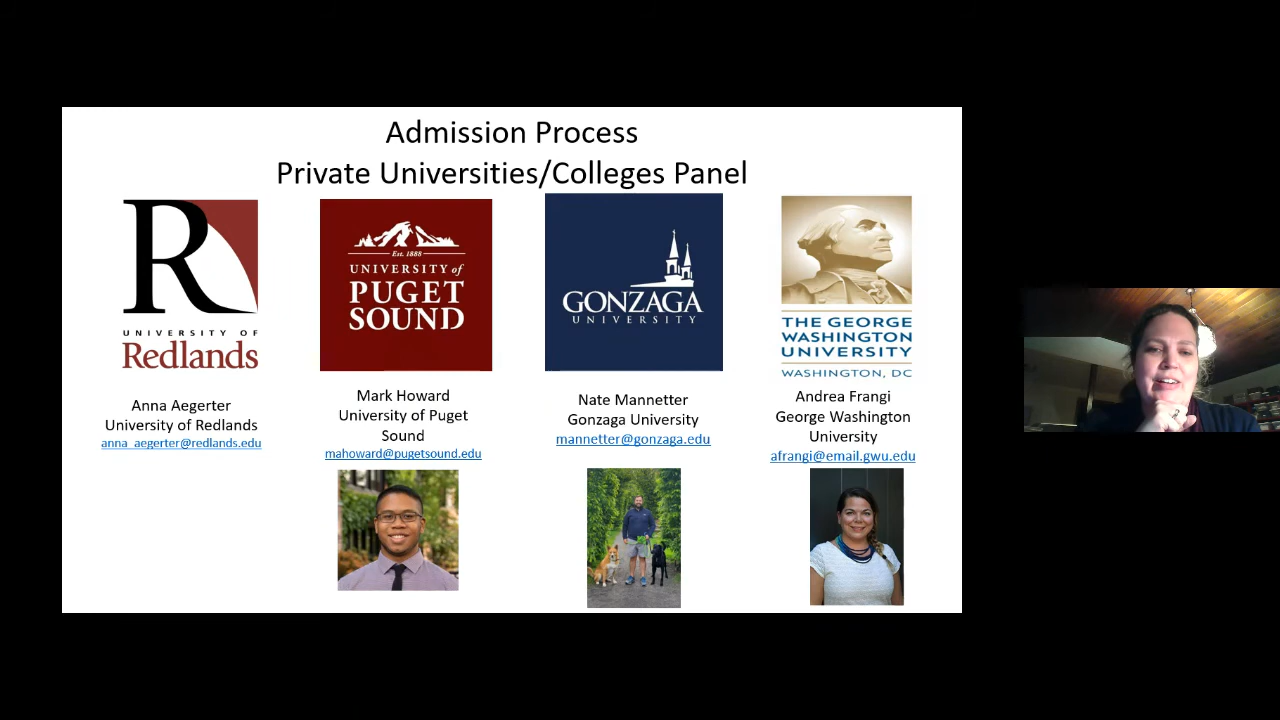 Admission Process
Private Universities/Colleges Panel
R
UNIVERSITY OF
Redlands
Anna Aegerter
University of Redlands
anna_aegerter@redlands.edu
Est. 1888
UNIVERSITY of
PUGET
SOUND
Mark Howard
University of Puget
Sound
mahoward@pugetsound.edu
GONZAGA
UNIVERSITY
Nate Mannetter
Gonzaga University
mannetter@gonzaga.edu
THE GEORGE
WASHINGTON
UNIVERSITY
WASHINGTON, DC
Andrea Frangi
George Washington
University
afrangi@email.gwu.edu